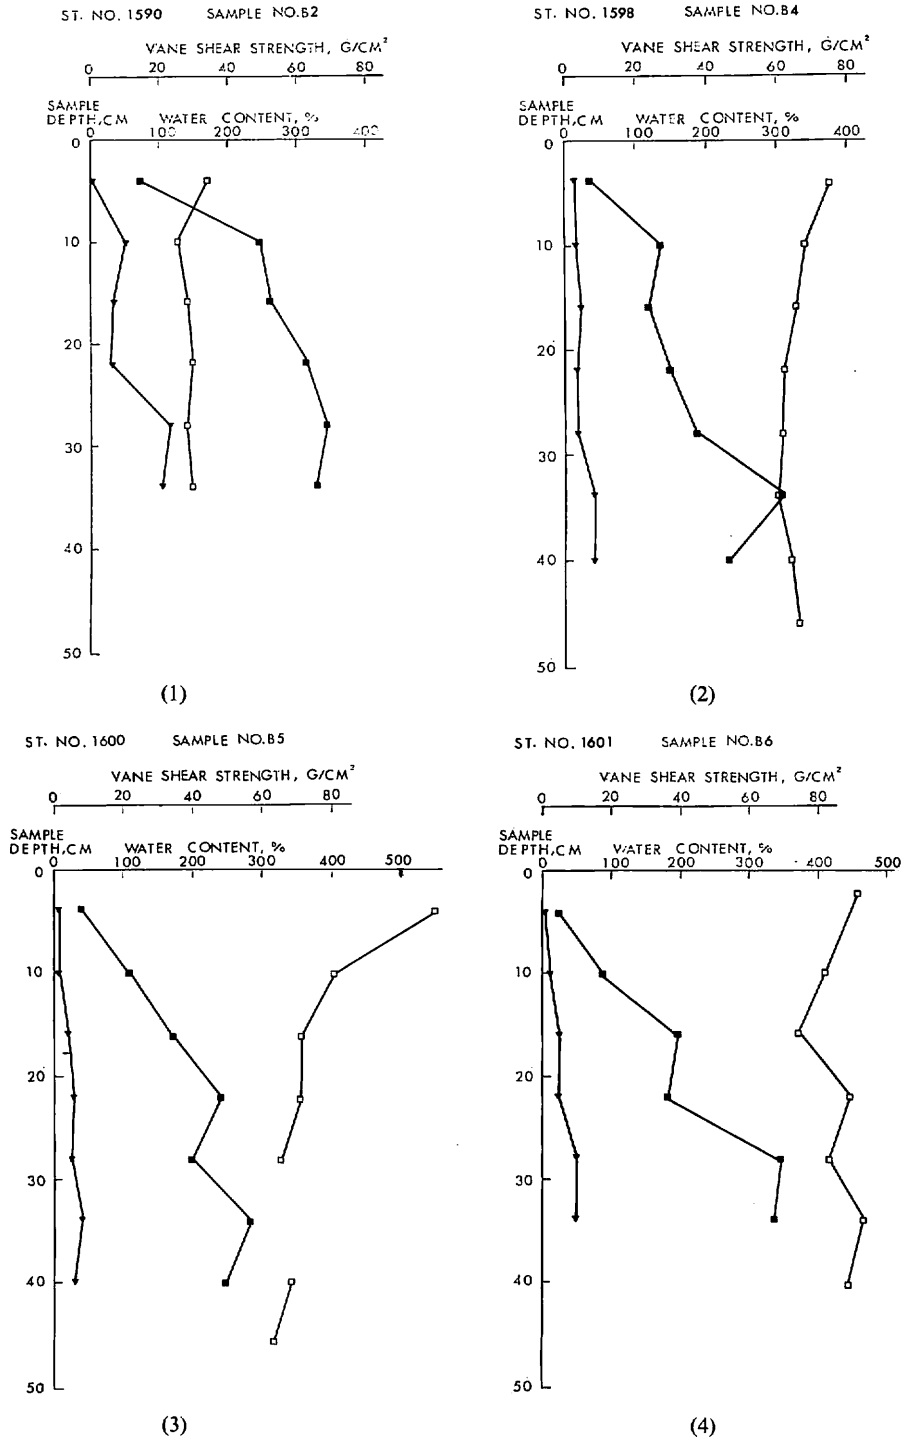 ST. NO. 1590 SAMPLE NO.B2
VANE SHEAR STRENGTH, G/CM²
0 20 40 60 80
SAMPLE
DEPTH,CM WATER CONTENT, %
0 100 200 300 400
0
10
20
30
40
50
(1)
ST. NO. 1598 SAMPLE NO.B4
VANE SHEAR STRENGTH, G/CM²
0 20 40 60 80
SAMPLE
DEPTH,CM WATER CONTENT, %
0 100 200 300 400
0
10
20
30
40
50
(2)
ST. NO. 1600 SAMPLE NO.B5
VANE SHEAR STRENGTH, G/CM²
0 20 40 60 80
SAMPLE
DEPTH,CM WATER CONTENT, %
0 100 200 300 500
0
10
20
30
40
50
(3)
ST. NO. 1601 SAMPLE NO.B6
VANE SHEAR STRENGTH, G/CM²
0 20 40 60 80
SAMPLE
DEPTH,CM WATER CONTENT, %
0 100 200 400 500
0
10
20
30
40
50
(4)